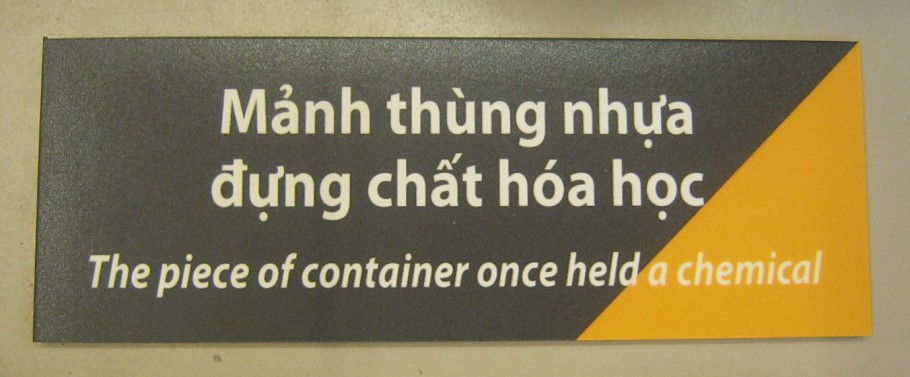 Mảnh thùng nhựa
đựng chất hóa học
The piece of container once held a chemical